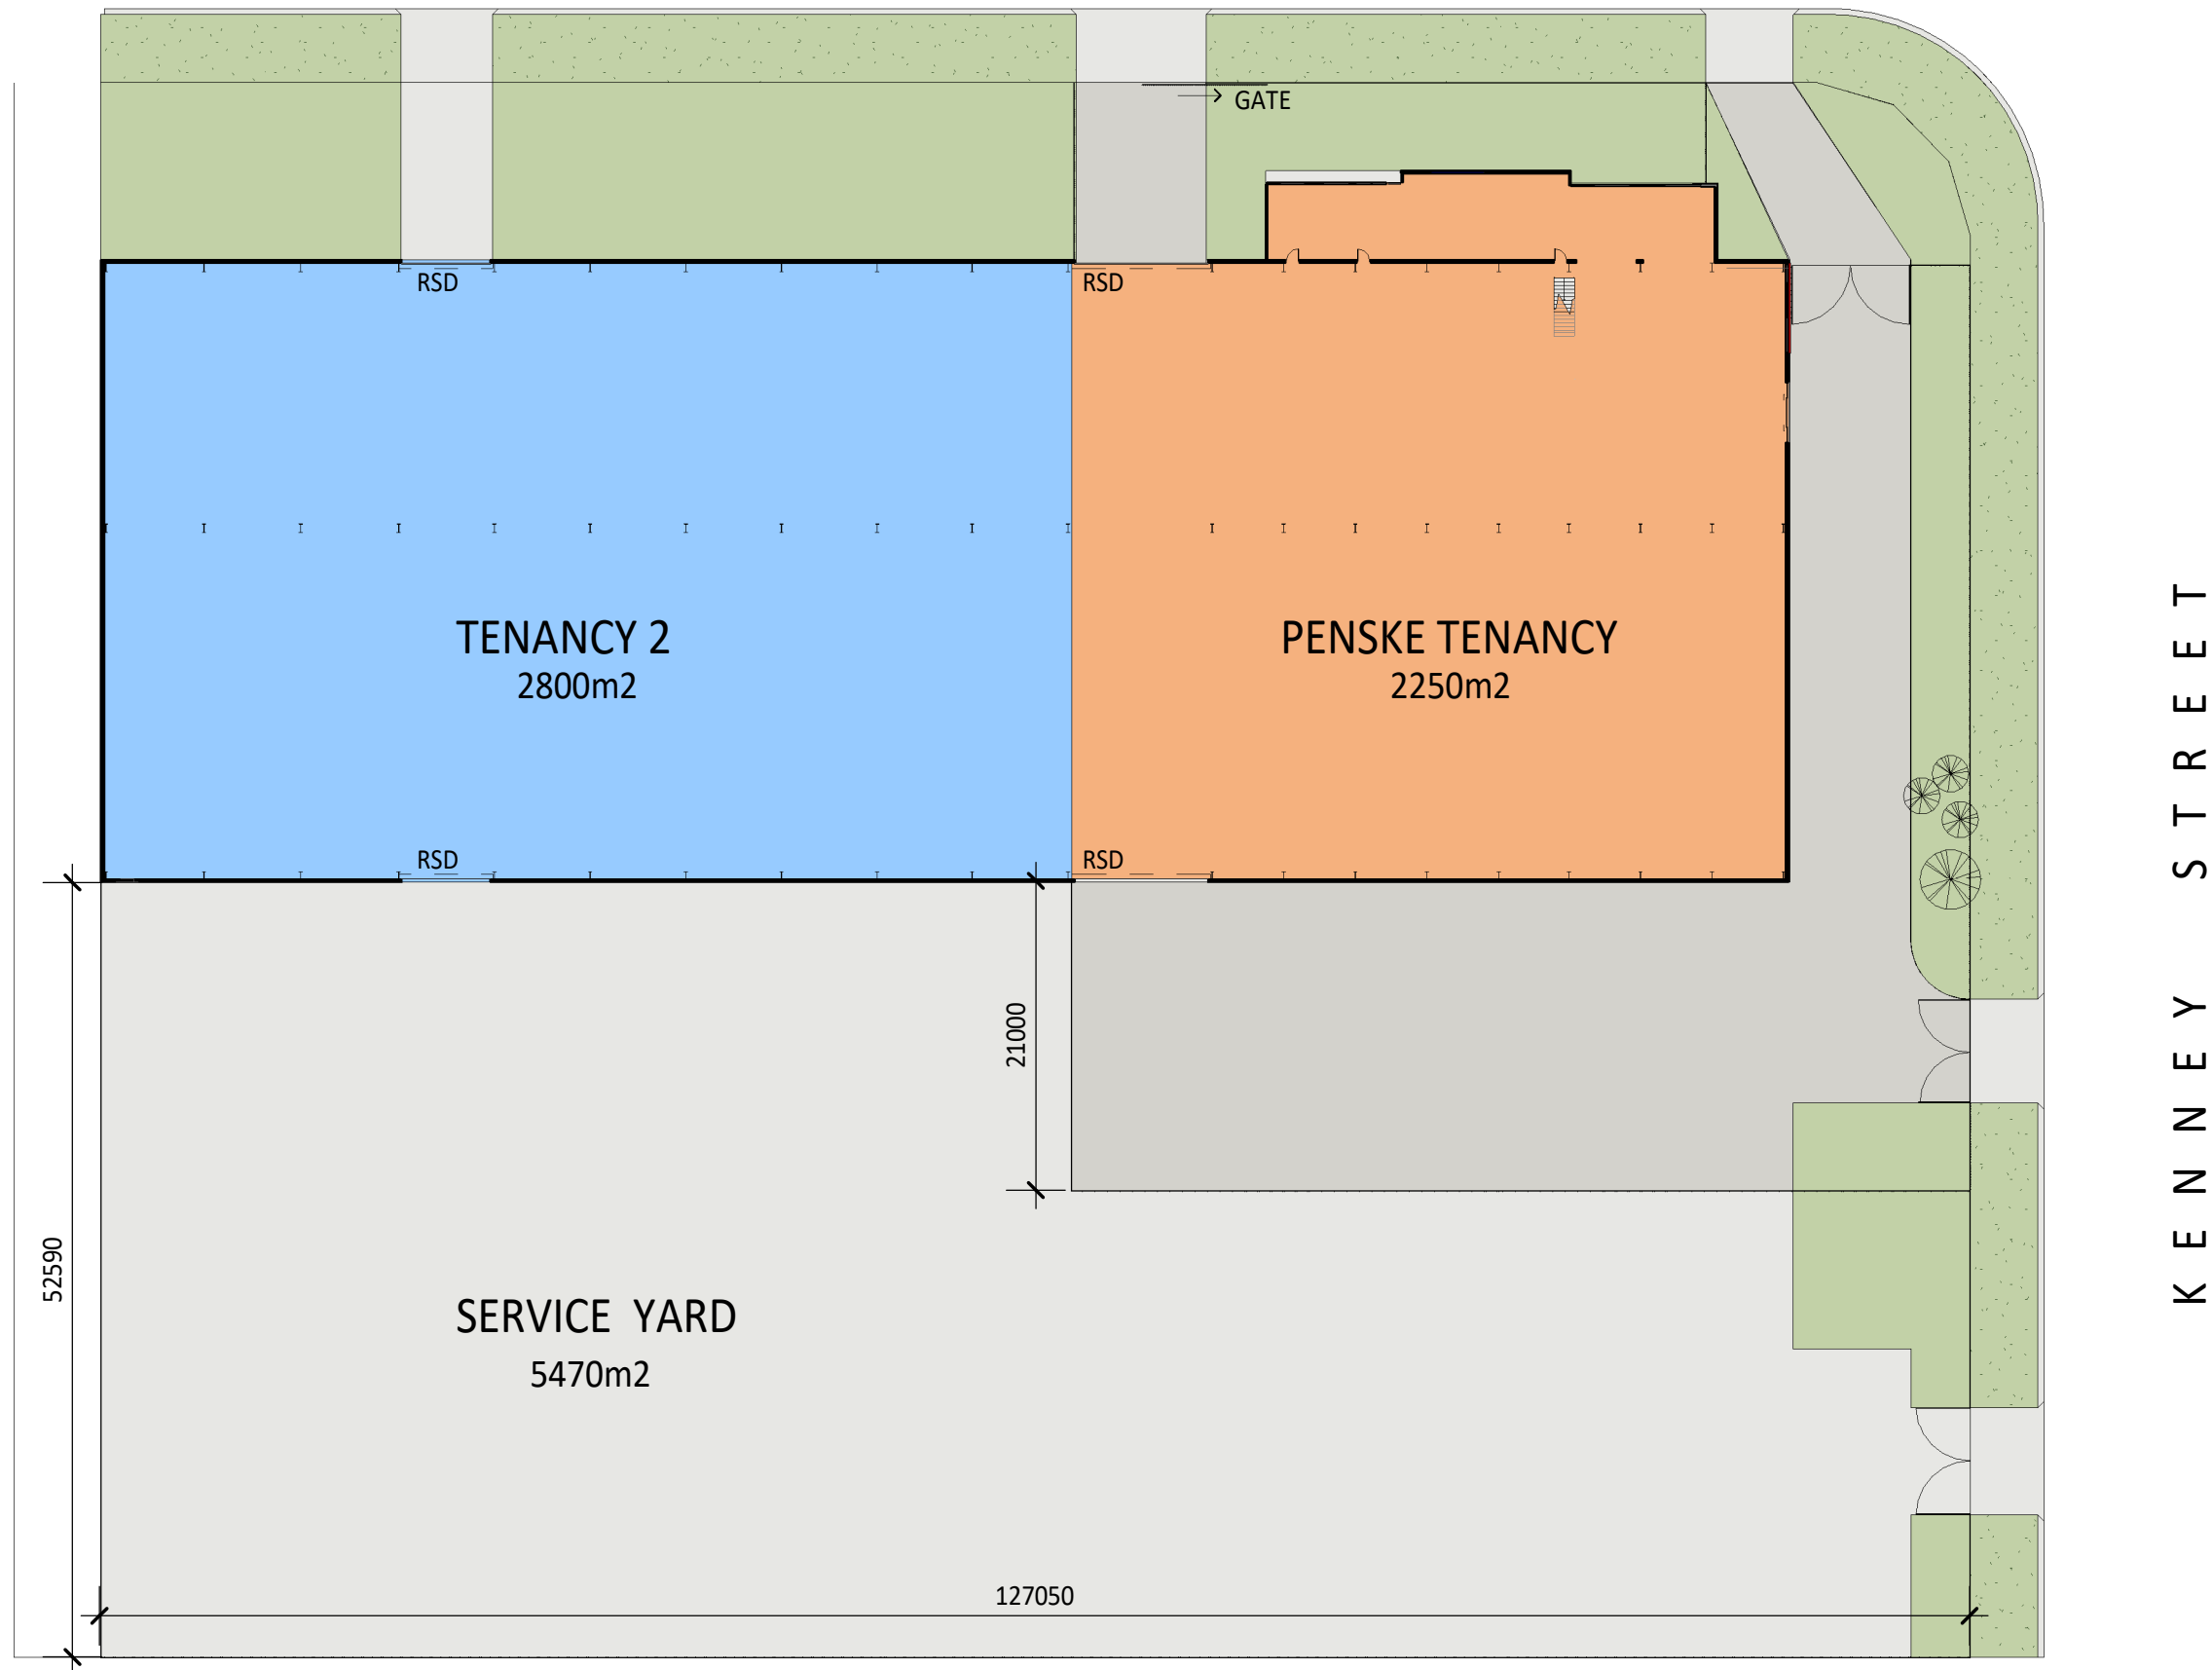 GATE
RSD
RSD
TENANCY 2
2800m2
PENSKE TENANCY
2250m2
RSD
RSD
21000
52590
SERVICE YARD
5470m2
127050
KENNEY STREET